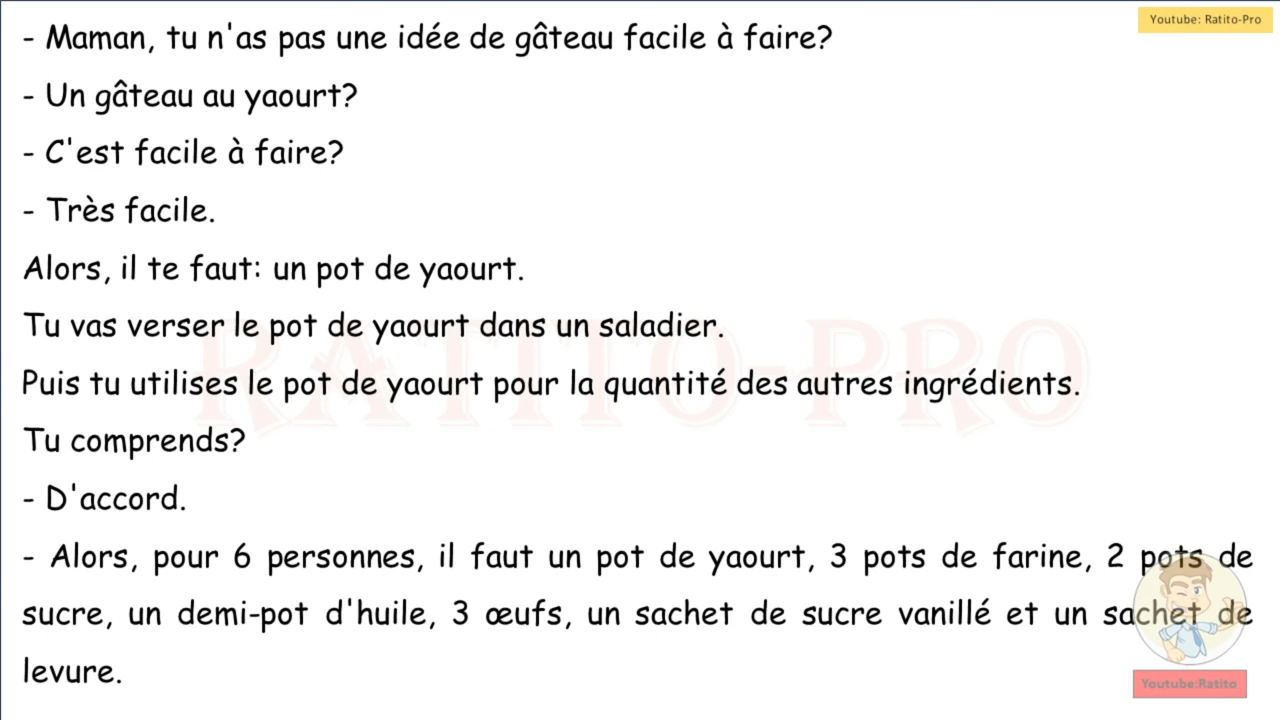 Youtube: Ratito-Pro
- Maman, tu n'as pas une idée de gâteau facile à faire?
- Un gâteau au yaourt?
- C'est facile à faire?
- Très facile.
Alors, il te faut: un pot de yaourt.
Tu vas verser le pot de yaourt dans un saladier.
RATITO-PRO
Puis tu utilises le pot de yaourt pour la quantité des autres ingrédients.
Tu comprends?
- D'accord.
- Alors, pour 6 personnes, il faut un pot de yaourt, 3 pots de farine, 2 pots de
sucre, un demi-pot d'huile, 3 œufs, un sachet de sucre vanillé et un sachet de
levure.
Youtube:Ratito